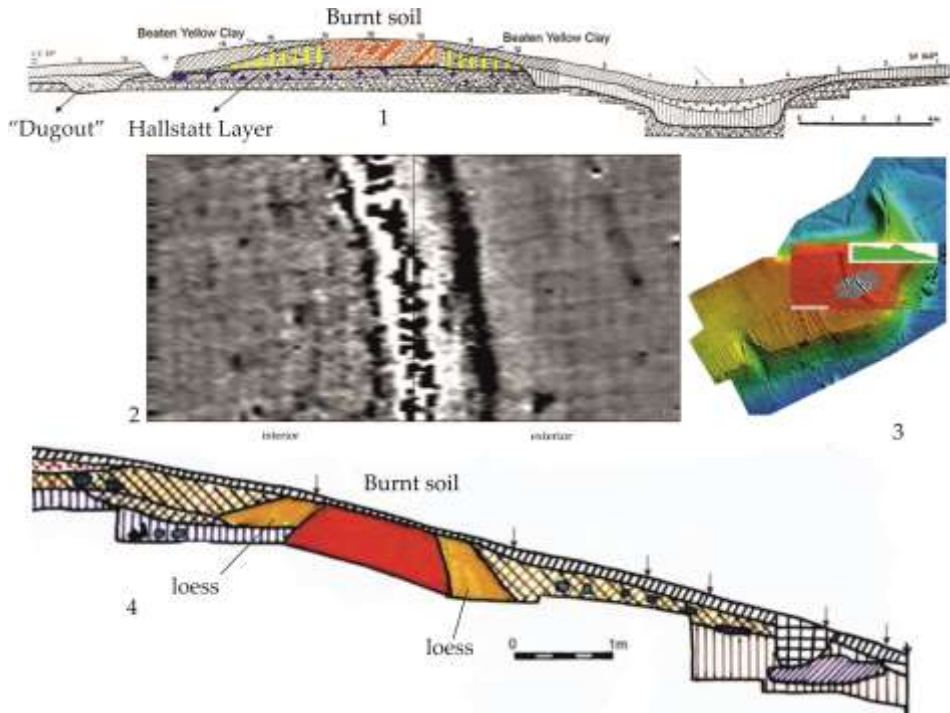 Burnt soil
Beaten Yellow Clay
Beaten Yellow Clay
"Dugout"
Hallstatt Layer
1
2
interior
exterior
3
Burnt soil
loess
4
loess
0 1m